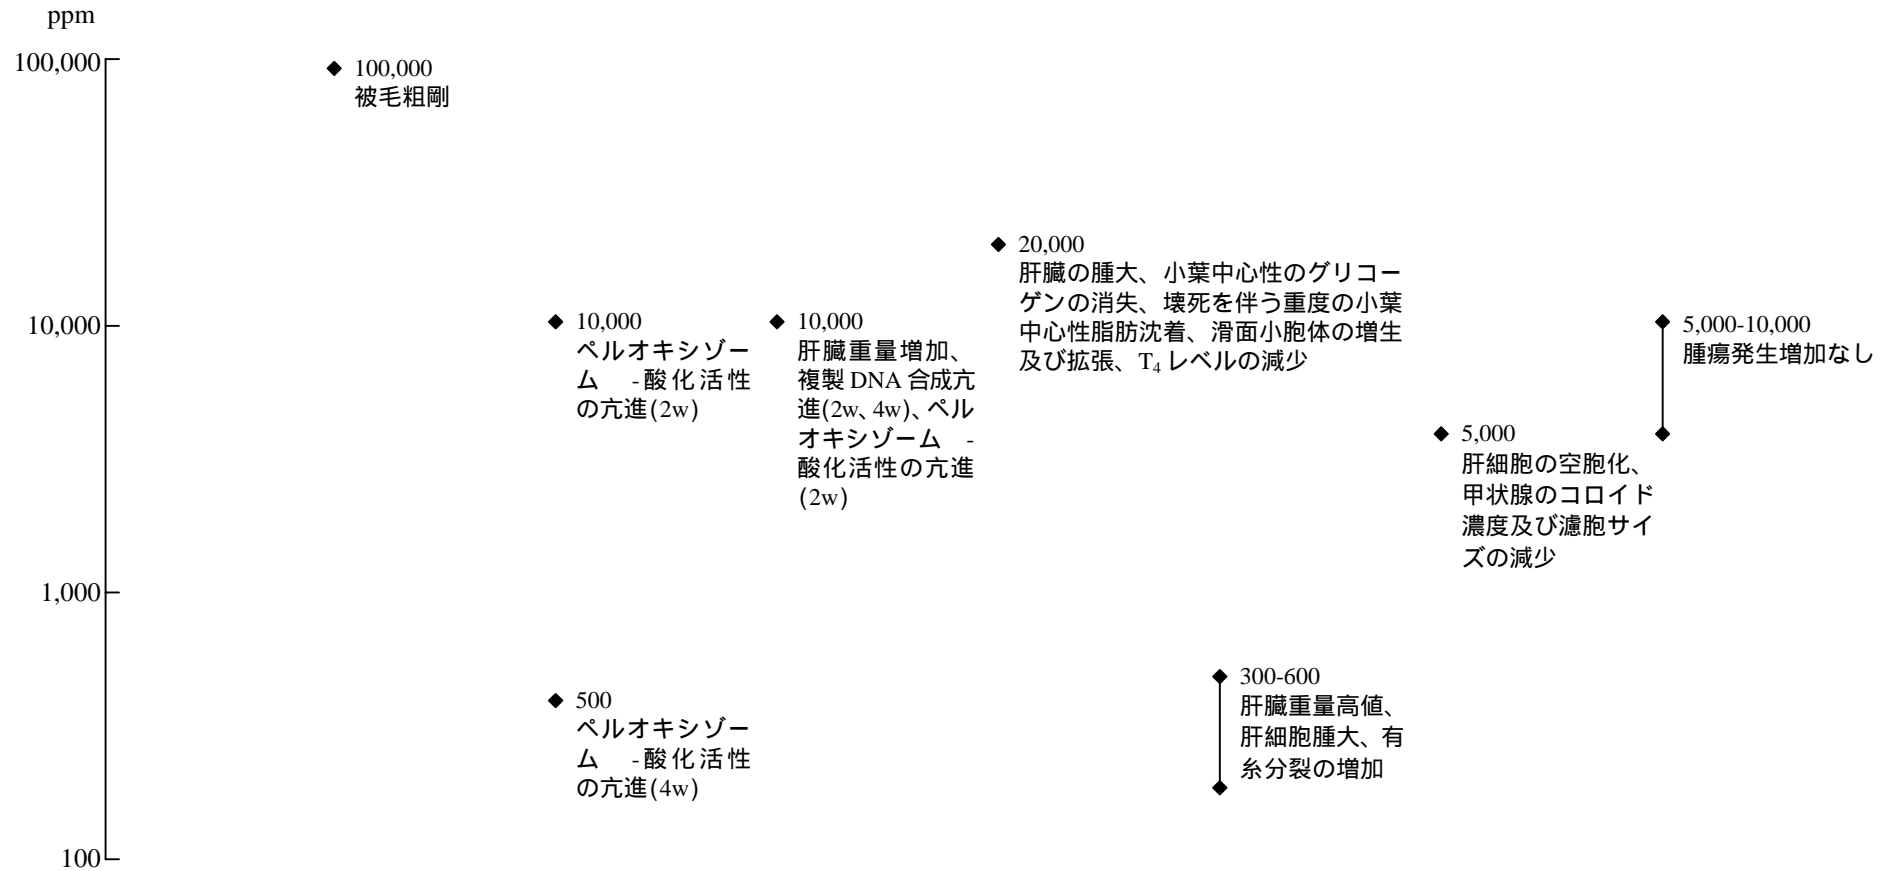 ppm
100,000
100,000
被毛粗剛
20,000
肝臓の腫大、小葉中心性のグリコー
ゲンの消失、壊死を伴う重度の小葉
中心性脂肪沈着、滑面小胞体の増生
及び拡張、T₄レベルの減少
10,000
10,000
ペルオキシゾー
ム -酸化活性
の亢進(2w)
10,000
肝臓重量増加、
複製 DNA 合成亢
進(2w、4w)、ペル
オキシゾーム -
酸化活性の亢進
(2w)
5,000-10,000
腫瘍発生増加なし
5,000
肝細胞の空胞化、
甲状腺のコロイド
濃度及び濾胞サイ
ズの減少
1,000
500
ペルオキシゾー
ム -酸化活性
の亢進(4w)
300-600
肝臓重量高値、
肝細胞腫大、有
糸分裂の増加
100